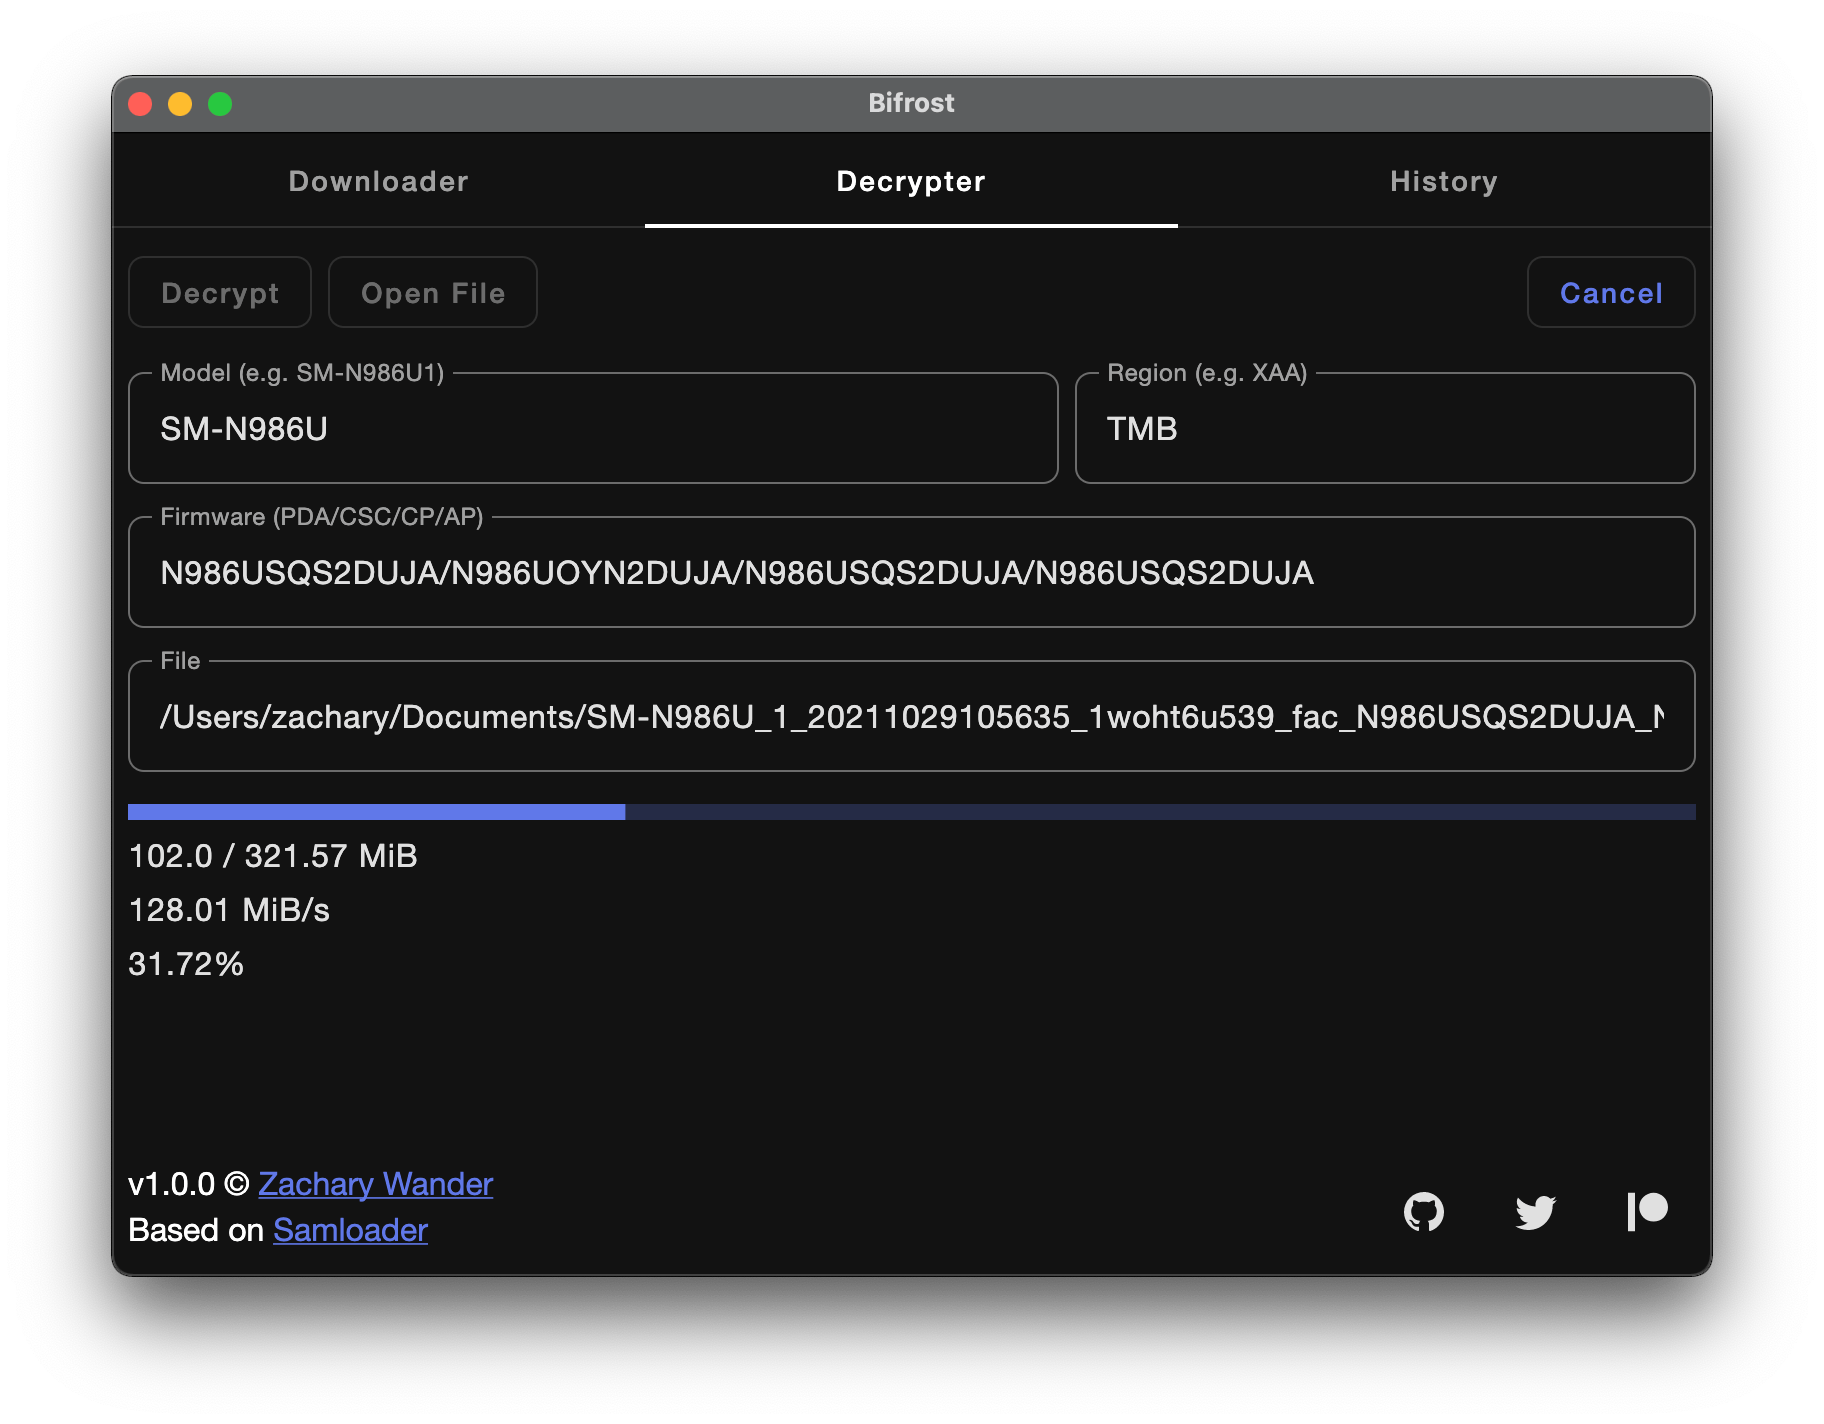 Bifrost
Downloader Decrypter History
Decrypt Open File Cancel
Model (e.g. SM-N986U1) Region (e.g. XAA)
SM-N986U TMB
Firmware (PDA/CSC/CP/AP)
N986USQS2DUJA/N986UOYN2DUJA/N986USQS2DUJA/N986USQS2DUJA
File
/Users/zachary/Documents/SM-N986U_1_20211029105635_1woht6u539_fac_N986USQS2DUJA_N
102.0 / 321.57 MiB
128.01 MiB/s
31.72%
v1.0.0 © Zachary Wander
Based on Samloader